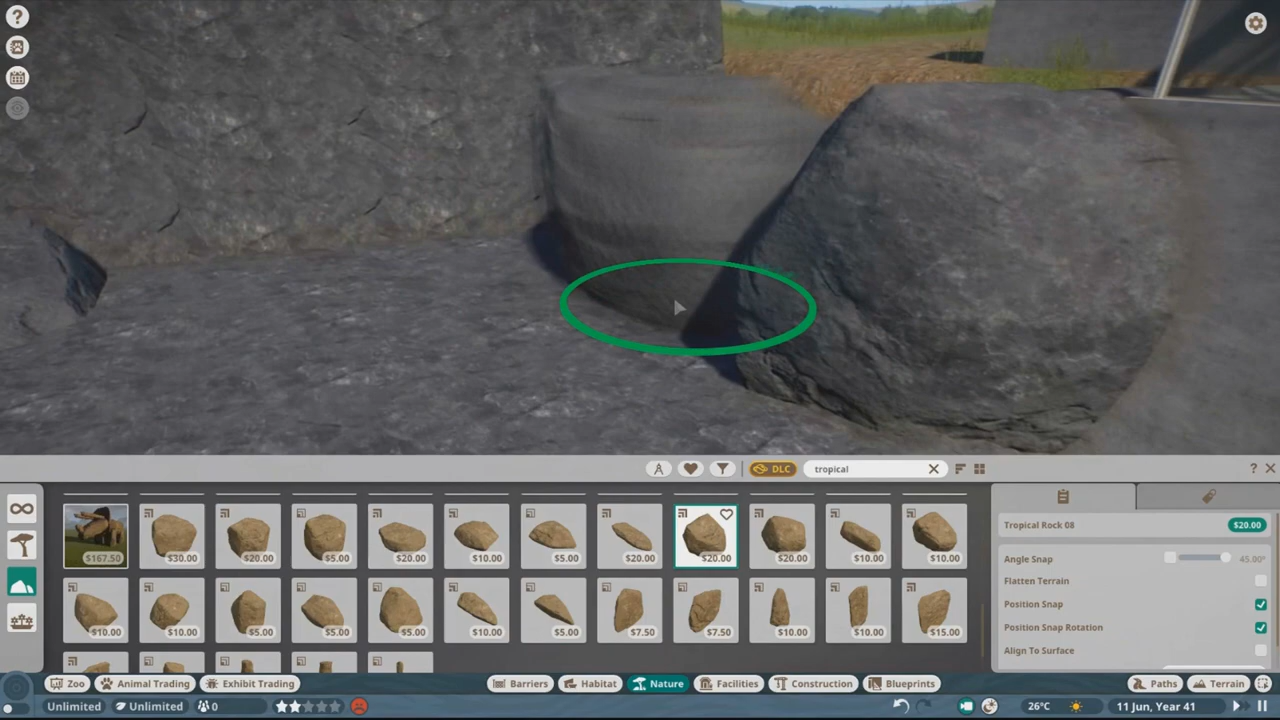 ?
DLC tropical
? ×
$167.50 $30.00 $20.00 $5.00 $20.00 $10.00 $5.00 $20.00 $20.00 $20.00 $10.00 $10.00
Tropical Rock 08 $20.00
Angle Snap 45.00°
Flatten Terrain
Position Snap
$10.00 $10.00 $5.00 $5.00 $5.00 $10.00 $5.00 $7.50 $7.50 $10.00 $10.00 $15.00
Position Snap Rotation
Align To Surface
Zoo Animal Trading Exhibit Trading Barriers Habitat Nature Facilities Construction Blueprints Paths Terrain
Unlimited Unlimited 0 26°C 11 Jun, Year 41